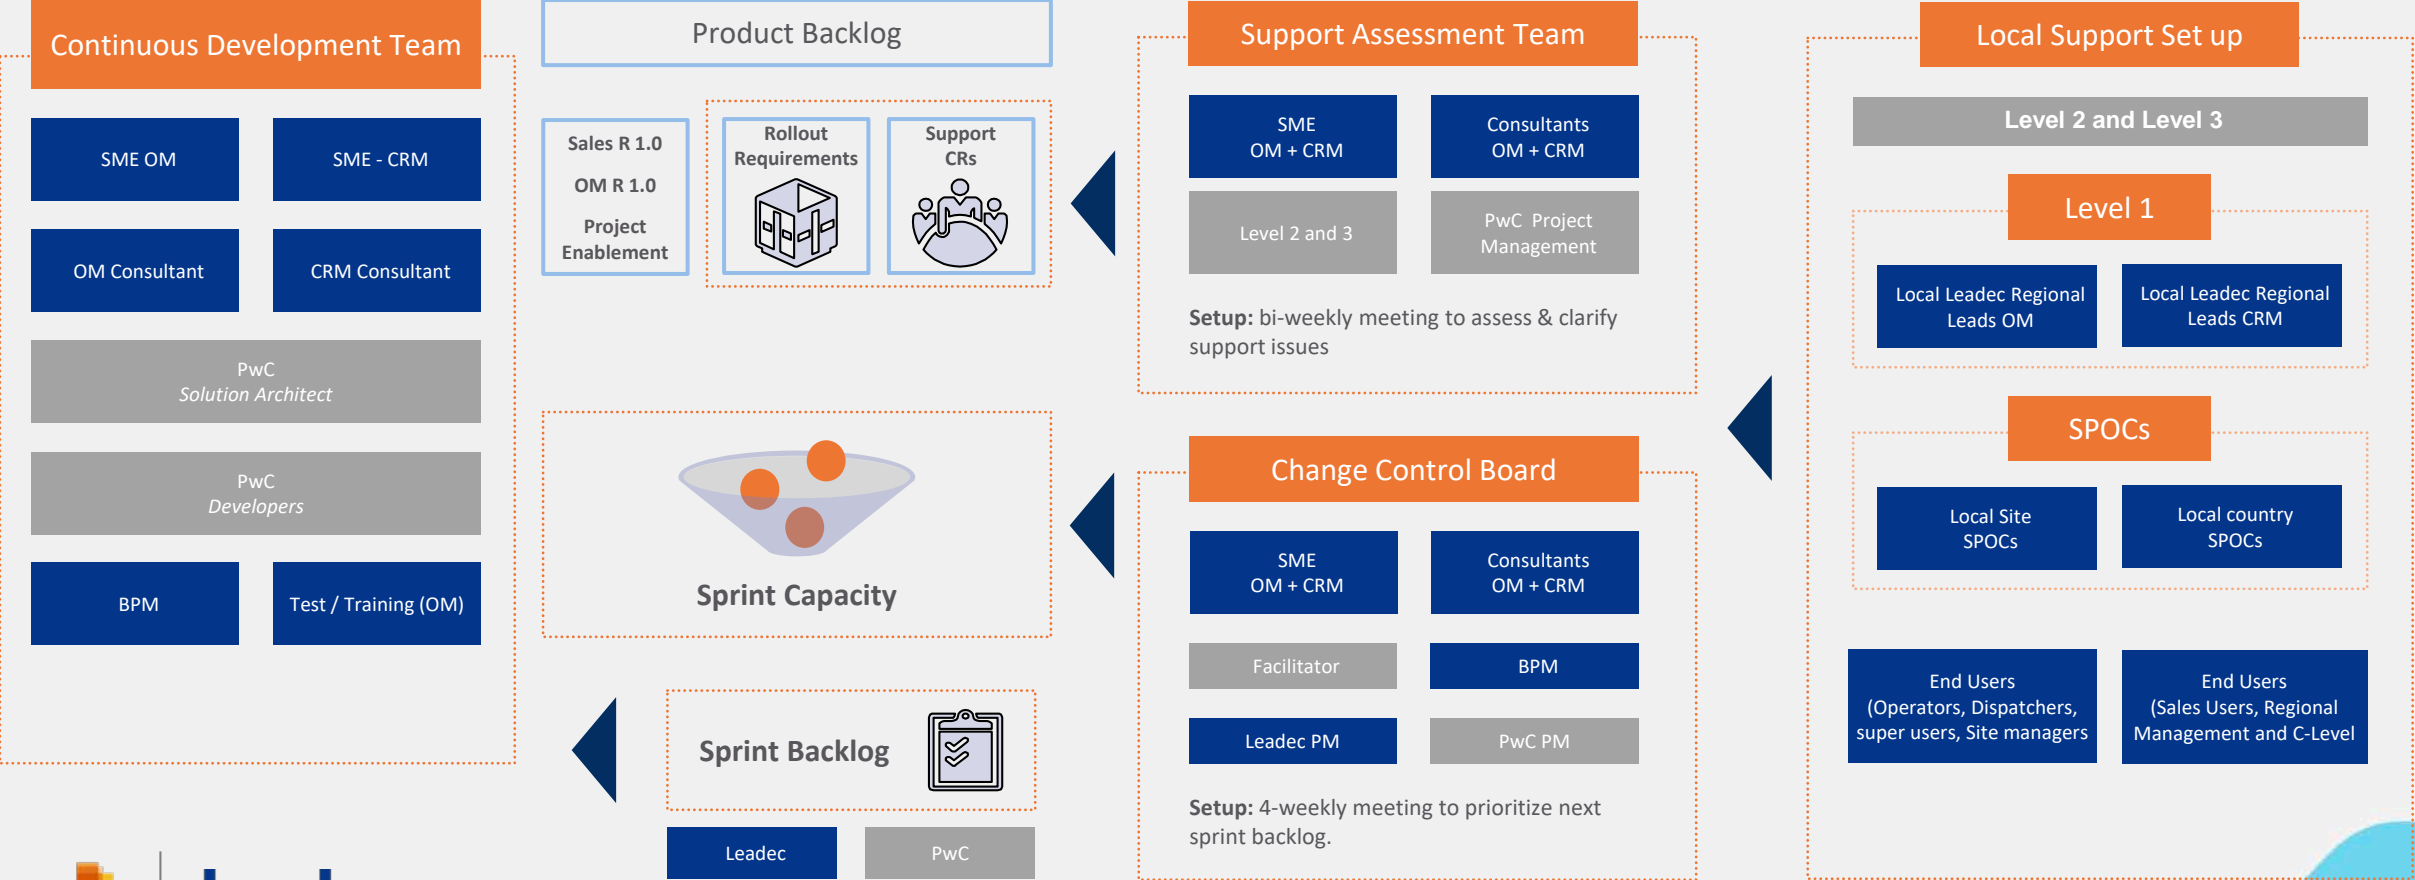 Continuous Development Team
SME OM
SME - CRM
OM Consultant
CRM Consultant
PwC
Solution Architect
PwC
Developers
BPM
Test / Training (OM)
Product Backlog
Sales R 1.0
OM R 1.0
Project
Enablement
Rollout
Requirements
Support
CRs
Sprint Capacity
Sprint Backlog
Leadec
PwC
Support Assessment Team
SME
OM + CRM
Consultants
OM + CRM
Level 2 and 3
PwC Project
Management
Setup: bi-weekly meeting to assess & clarify
support issues
Change Control Board
SME
OM + CRM
Consultants
OM + CRM
Facilitator
BPM
Leadec PM
PwC PM
Setup: 4-weekly meeting to prioritize next
sprint backlog.
Local Support Set up
Level 2 and Level 3
Level 1
Local Leadec Regional
Leads OM
Local Leadec Regional
Leads CRM
SPOCs
Local Site
SPOCs
Local country
SPOCs
End Users
(Operators, Dispatchers,
super users, Site managers
End Users
(Sales Users, Regional
Management and C-Level